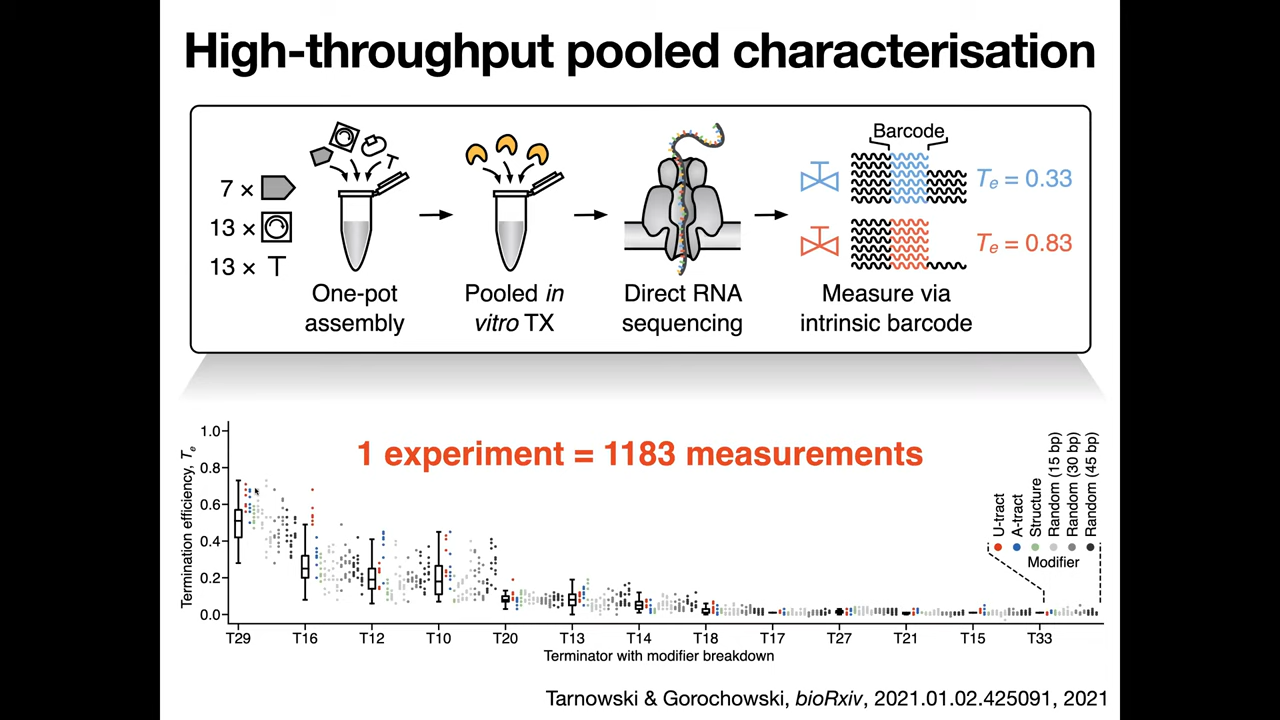 High-throughput pooled characterisation
7 ×
13 ×
13 × T
T
One-pot
assembly
Pooled in
vitro TX
Direct RNA
sequencing
Barcode
Te = 0.33
Te = 0.83
Measure via
intrinsic barcode
1 experiment = 1183 measurements
Termination efficiency, Te
1.0
0.8
0.6
0.4
0.2
0.0
T29 T16 T12 T10 T20 T13 T14 T18 T17 T27 T21 T15 T33
Terminator with modifier breakdown
U-tract
A-tract
Structure
Random (15 bp)
Random (30 bp)
Random (45 bp)
Modifier
Tarnowski & Gorochowski, bioRxiv, 2021.01.02.425091, 2021